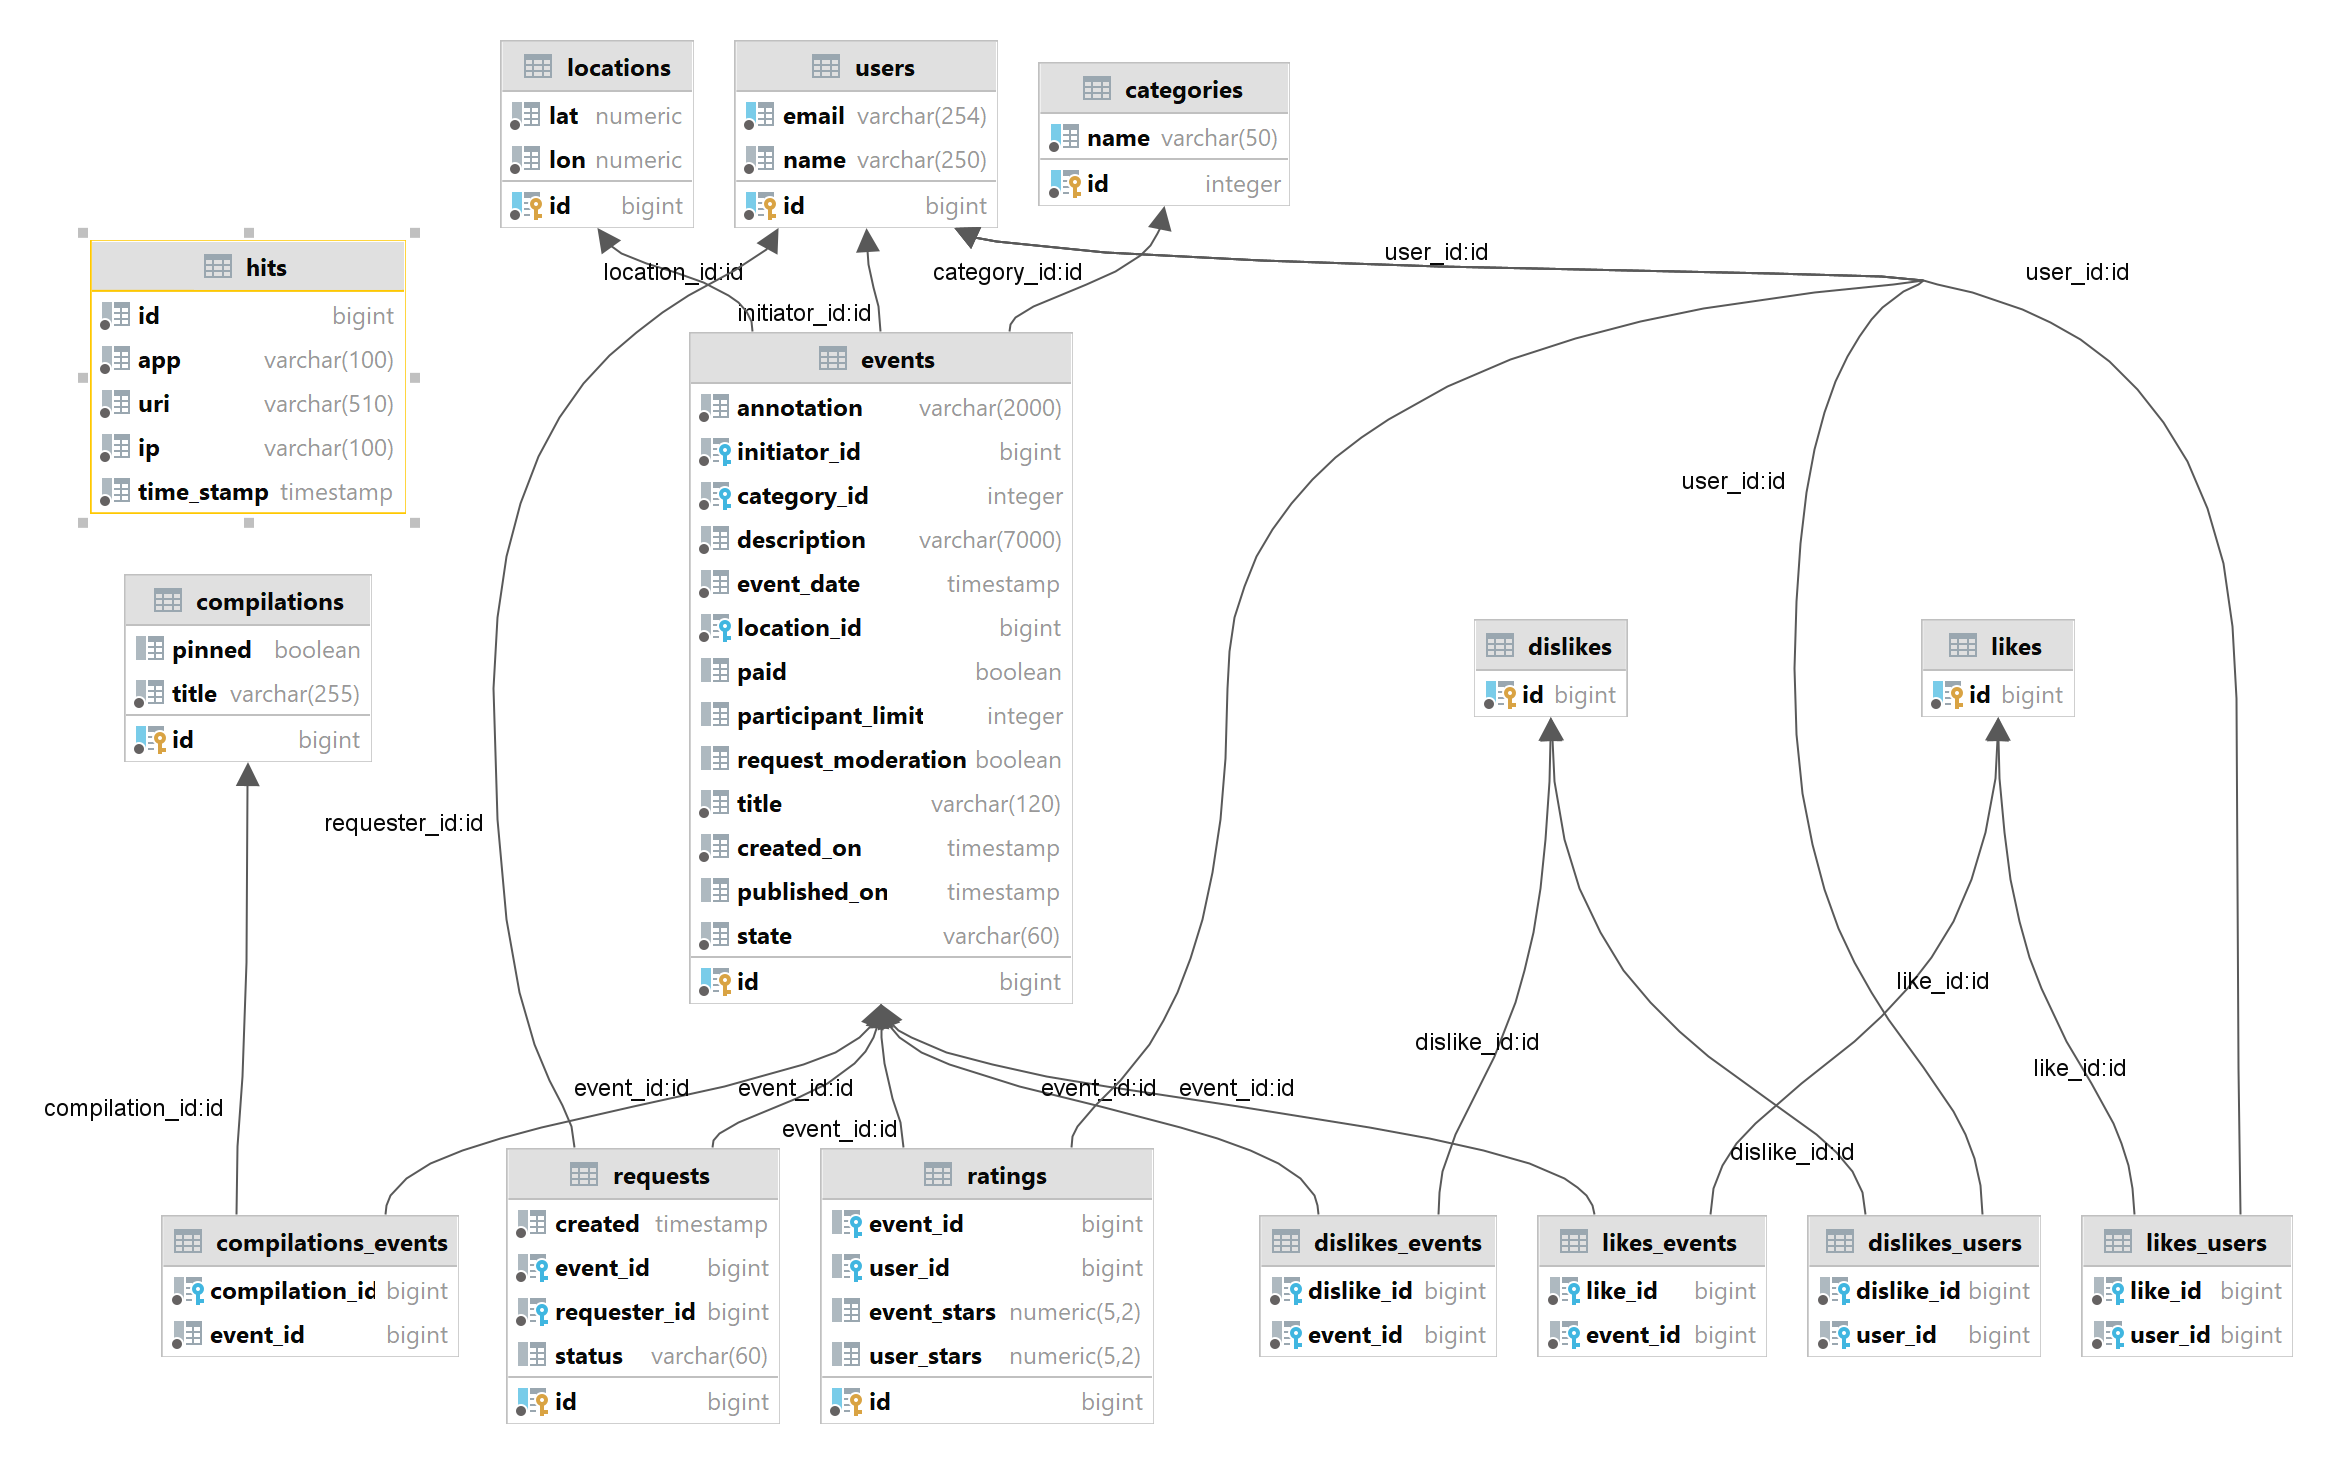 locations
lat numeric
lon numeric
id bigint
users
email varchar(254)
name varchar(250)
id bigint
categories
name varchar(50)
id integer
hits
id bigint
app varchar(100)
uri varchar(510)
ip varchar(100)
time_stamp timestamp
location_id:id
initiator_id:id
category_id:id
user_id:id
user_id:id
user_id:id
events
annotation varchar(2000)
initiator_id bigint
category_id integer
description varchar(7000)
event_date timestamp
location_id bigint
paid boolean
participant_limit integer
request_moderation boolean
title varchar(120)
created_on timestamp
published_on timestamp
state varchar(60)
id bigint
compilations
pinned boolean
title varchar(255)
id bigint
dislikes
id bigint
likes
id bigint
requester_id:id
compilation_id:id
event_id:id
event_id:id
event_id:id
event_id:id
event_id:id
dislike_id:id
like_id:id
like_id:id
dislike_id:id
compilations_events
compilation_id bigint
event_id bigint
requests
created timestamp
event_id bigint
requester_id bigint
status varchar(60)
id bigint
ratings
event_id bigint
user_id bigint
event_stars numeric(5,2)
user_stars numeric(5,2)
id bigint
dislikes_events
dislike_id bigint
event_id bigint
likes_events
like_id bigint
event_id bigint
dislikes_users
dislike_id bigint
user_id bigint
likes_users
like_id bigint
user_id bigint